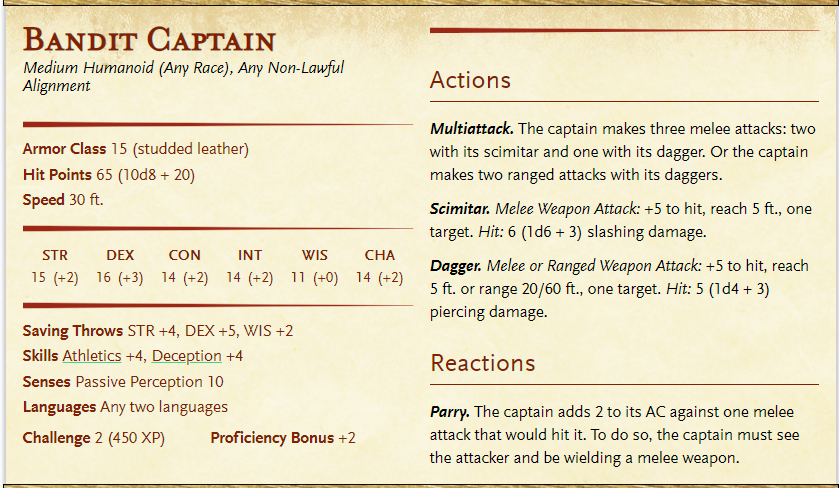 Bandit Captain
Medium Humanoid (Any Race), Any Non-Lawful
Alignment
Armor Class 15 (studded leather)
Hit Points 65 (10d8 + 20)
Speed 30 ft.
STR DEX CON INT WIS CHA
15 (+2) 16 (+3) 14 (+2) 14 (+2) 11 (+0) 14 (+2)
Saving Throws STR +4, DEX +5, WIS +2
Skills Athletics +4, Deception +4
Senses Passive Perception 10
Languages Any two languages
Challenge 2 (450 XP) Proficiency Bonus +2
Actions
Multiattack. The captain makes three melee attacks: two
with its scimitar and one with its dagger. Or the captain
makes two ranged attacks with its daggers.
Scimitar. Melee Weapon Attack: +5 to hit, reach 5 ft., one
target. Hit: 6 (1d6 + 3) slashing damage.
Dagger. Melee or Ranged Weapon Attack: +5 to hit, reach
5 ft. or range 20/60 ft., one target. Hit: 5 (1d4 + 3)
piercing damage.
Reactions
Parry. The captain adds 2 to its AC against one melee
attack that would hit it. To do so, the captain must see
the attacker and be wielding a melee weapon.